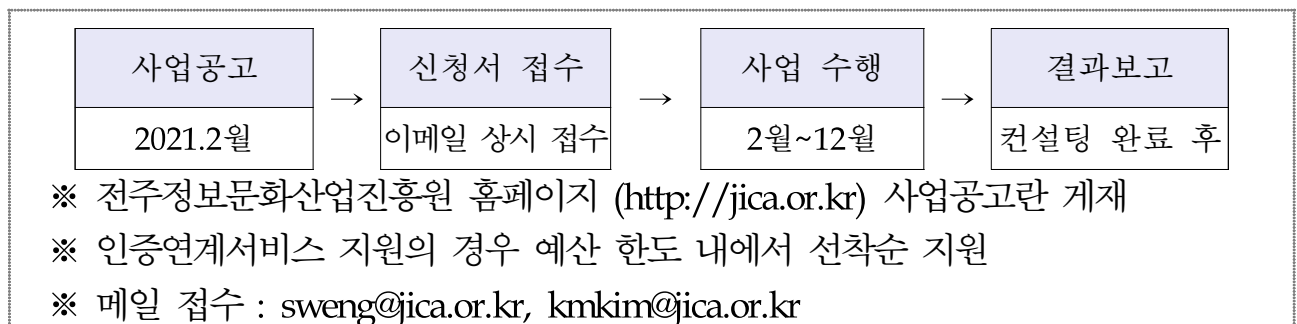 사업공고 신청서 접수 사업 수행 결과보고
→ → →
2021.2월 이메일 상시 접수 2월~12월 컨설팅 완료 후
※ 전주정보문화산업진흥원 홈페이지 (http://jica.or.kr) 사업공고란 게재
※ 인증연계서비스 지원의 경우 예산 한도 내에서 선착순 지원
※ 메일 접수 : sweng@jica.or.kr, kmkim@jica.or.kr